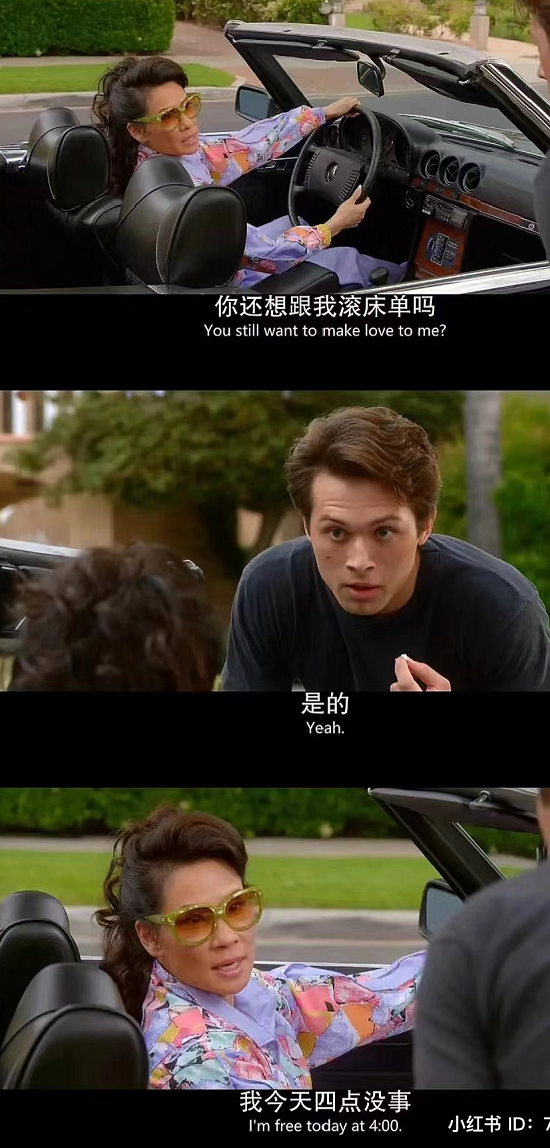 你还想跟我滚床单吗
You still want to make love to me?
是的
Yeah.
我今天四点没事
I'm free today at 4:00.
小红书 ID: 7